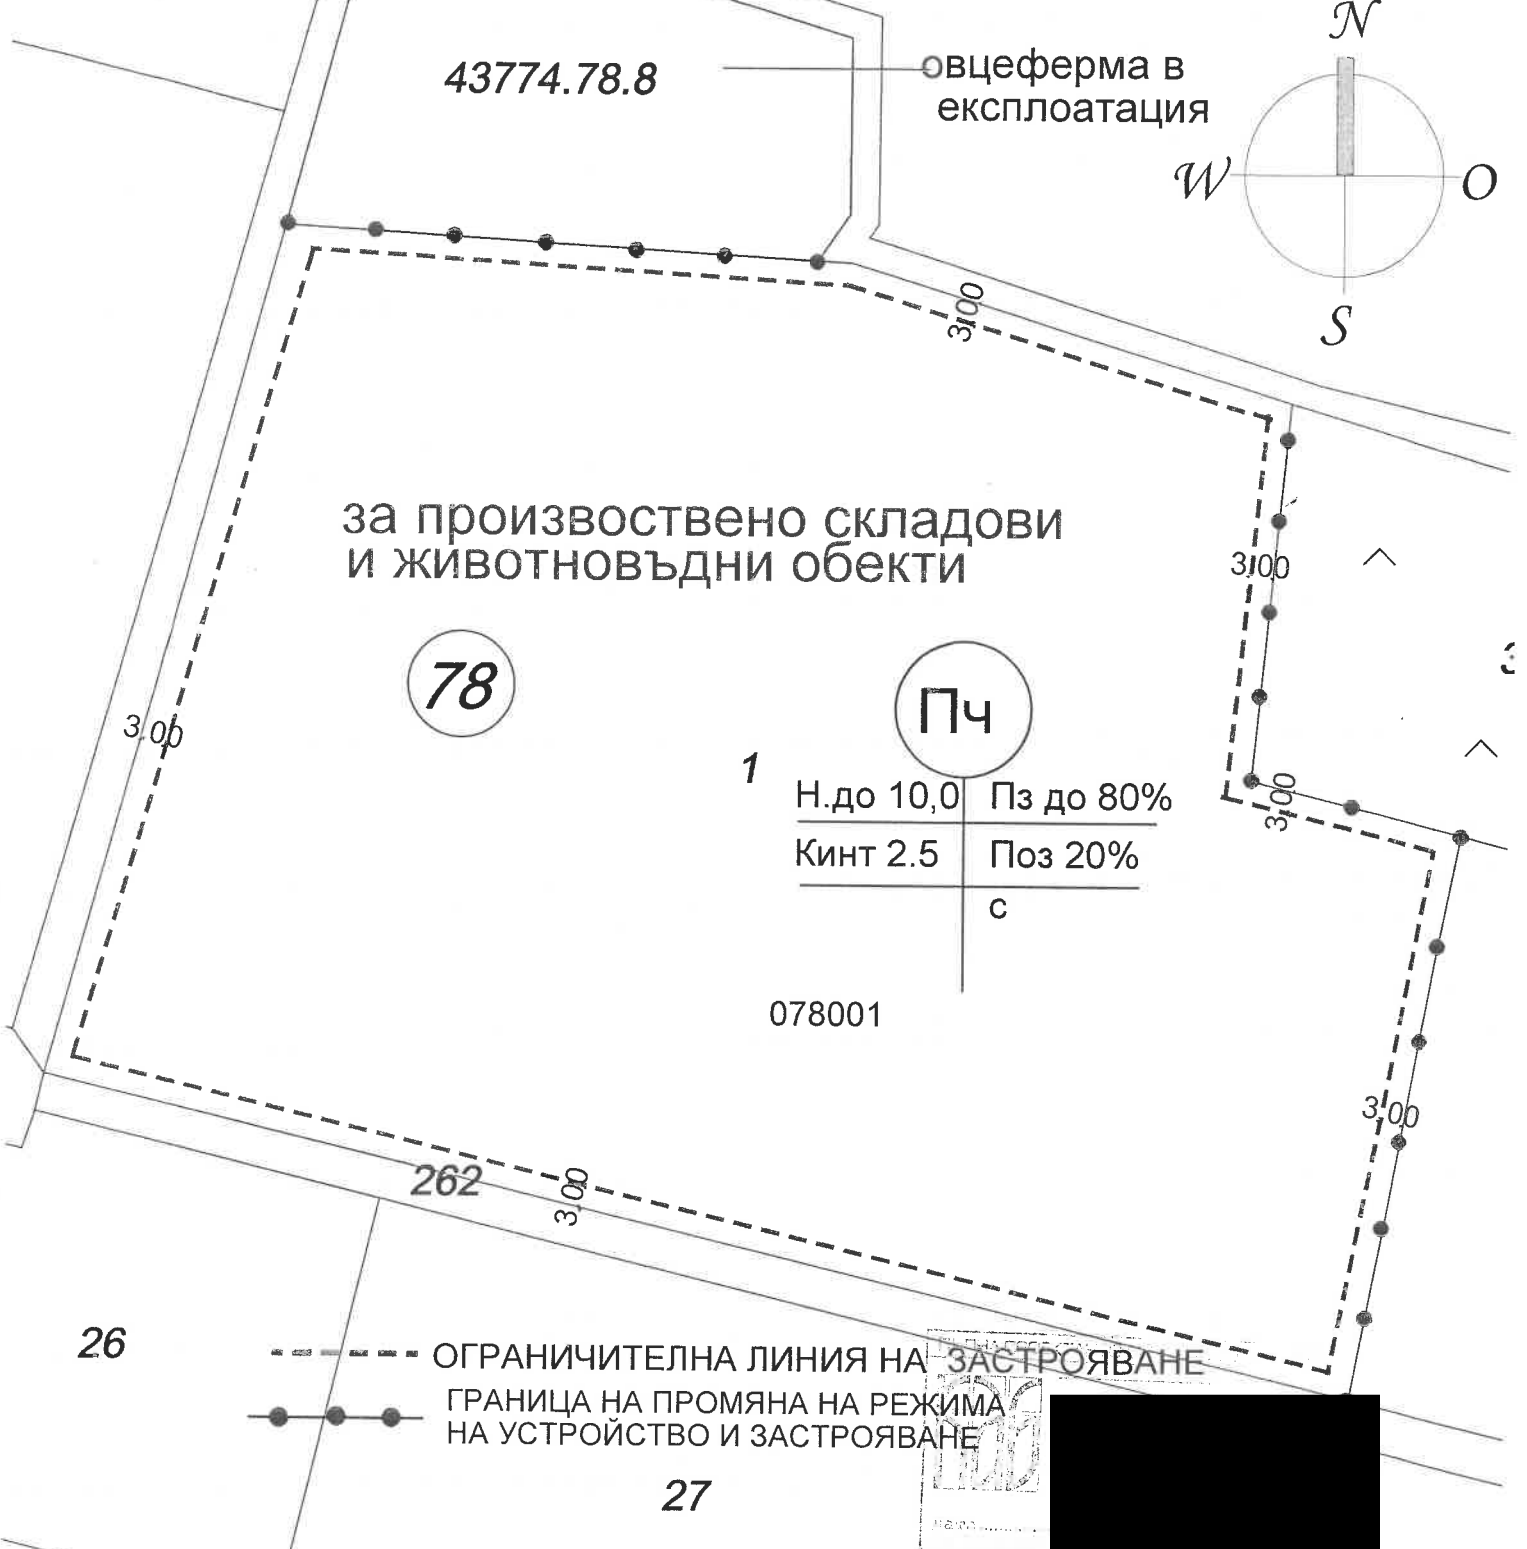 N
43774.78.8
овцеферма в
експлоатация
W
O
S
3.00
за произвоствено складови
и животновъдни обекти
3.00
78
Пч
3.00
1
Н.до 10,0 Пз до 80%
3.00
Кинт 2.5 Поз 20%
с
078001
3.00
262
3.00
26
ОГРАНИЧИТЕЛНА ЛИНИЯ НА ЗАСТРОЯВАНЕ
ГРАНИЦА НА ПРОМЯНА НА РЕЖИМА
НА УСТРОЙСТВО И ЗАСТРОЯВАНЕ
27